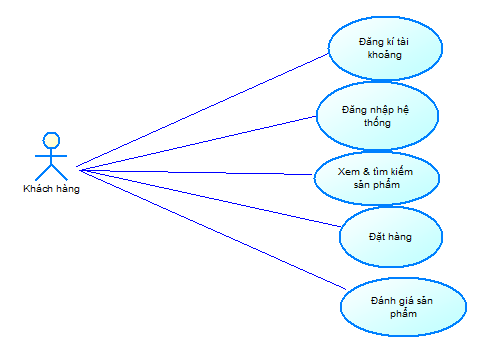 Đăng kí tài
khoảng
Đăng nhập hệ
thống
Xem & tìm kiếm
sản phẩm
Khách hàng
Đặt hàng
Đánh giá sản
phẩm